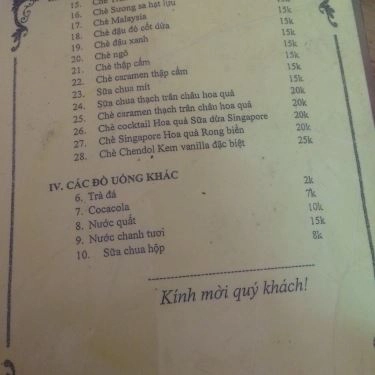 15. Chè 15k
16. Chè Sương sa hạt lựu 15k
17. Chè Malaysia 15k
18. Chè đậu đỏ cốt dừa 15k
19. Chè đậu xanh 15k
20. Chè ngô 15k
21. Chè thập cẩm 15k
22. Chè caramen thập cẩm 15k
23. Sữa chua mít 15k
24. Sữa chua thạch trân châu hoa quả 20k
25. Chè caramen thạch trân châu hoa quả 20k
26. Chè cocktail Hoa quả Sữa dừa Singapore 20k
27. Chè Singapore Hoa quả Rong biển 20k
28. Chè Chendol Kem vanilla đặc biệt 25k
IV. CÁC ĐỒ UỐNG KHÁC
6. Trà đá 2k
7. Cocacola 7k
8. Nước quất 10k
9. Nước chanh tươi 15k
10. Sữa chua hộp 8k
Kính mời quý khách!